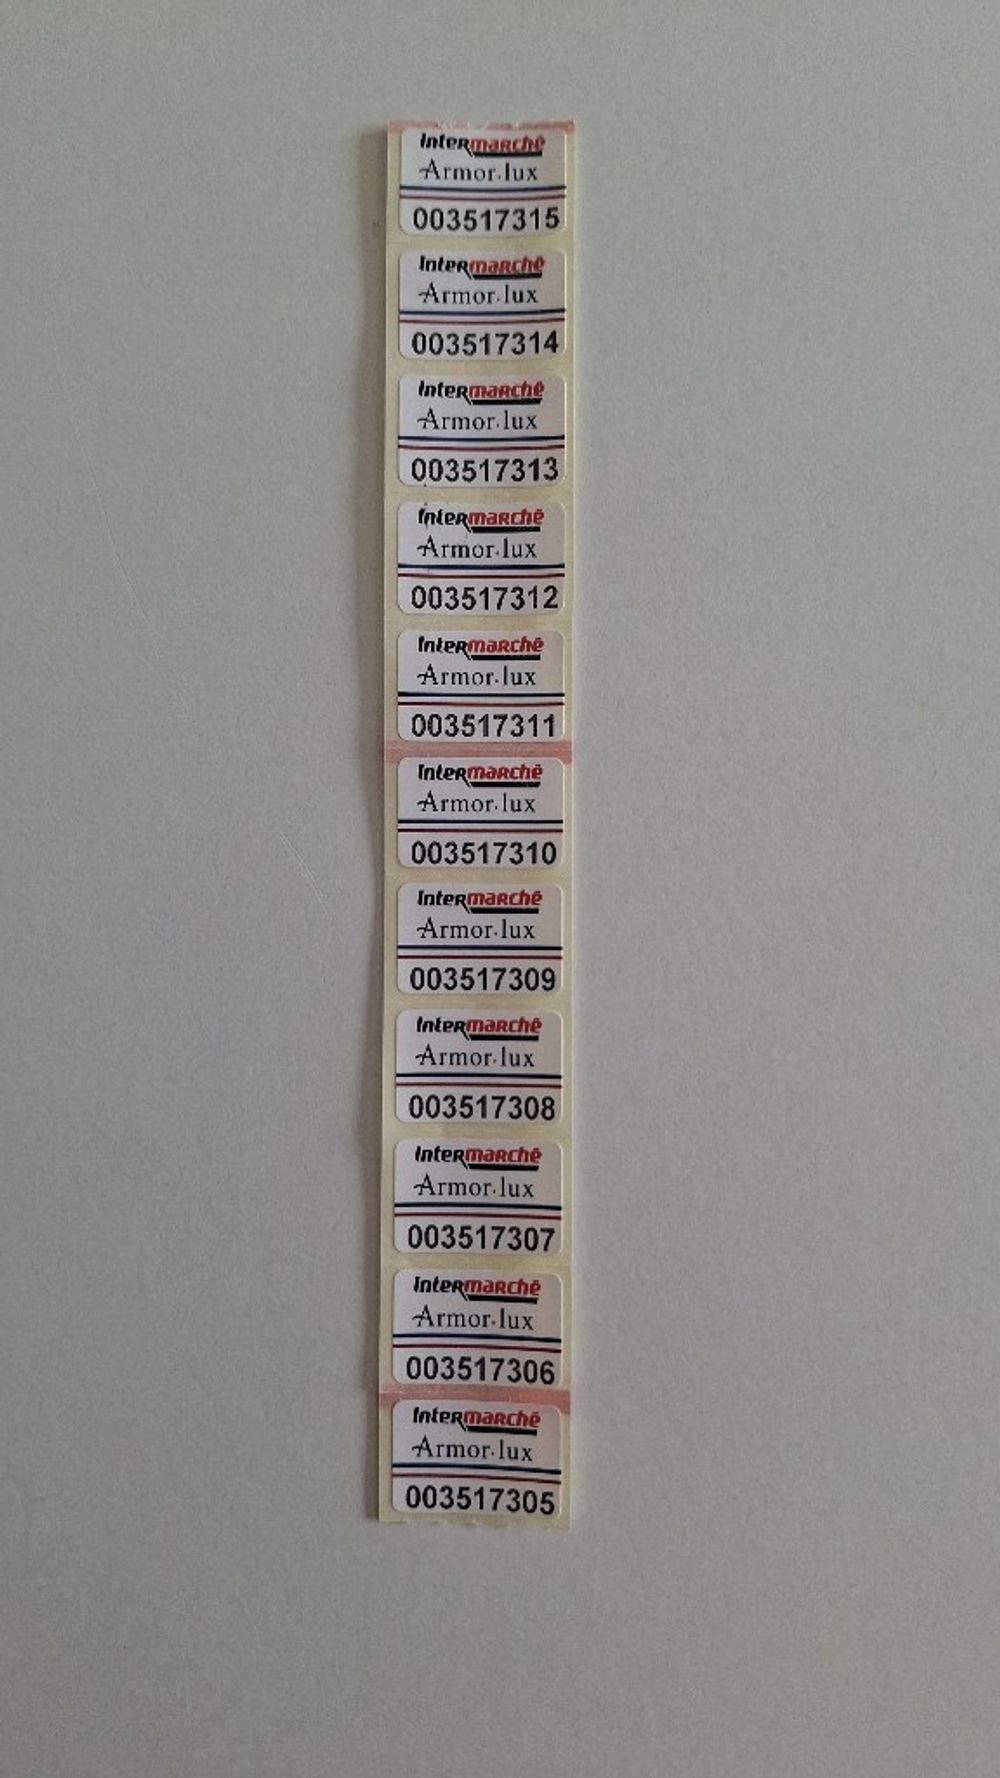 Intermarché
Armor.lux
003517315
Intermarché
Armor.lux
003517314
Intermarché
Armor.lux
003517313
Intermarché
Armor.lux
003517312
Intermarché
Armor.lux
003517311
Intermarché
Armor.lux
003517310
Intermarché
Armor.lux
003517309
Intermarché
Armor.lux
003517308
Intermarché
Armor.lux
003517307
Intermarché
Armor.lux
003517306
Intermarché
Armor.lux
003517305